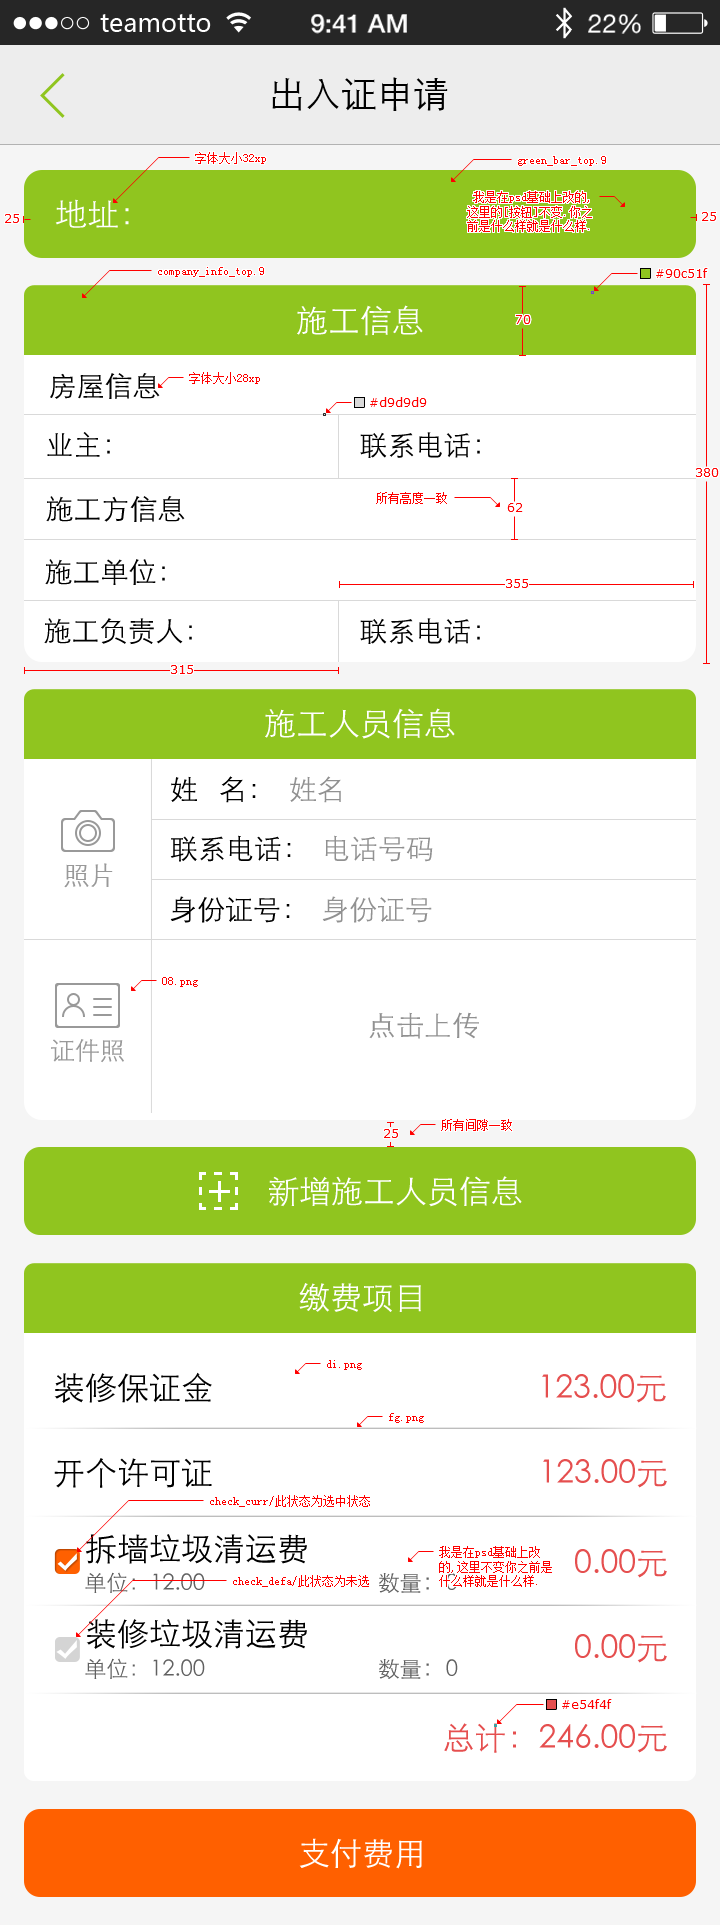 teamotto 9:41 AM 22%
出入证申请
字体大小32xp
green_bar_top.9
地址：
我是在psd基础上改的,
这里的[按钮]不变,你之
前是什么样就是什么样.
25
25
company_info_top.9
#90c51f
施工信息
70
房屋信息
字体大小28xp
#d9d9d9
业主： 联系电话：
380
施工方信息
所有高度一致
62
施工单位：
355
施工负责人： 联系电话：
315
施工人员信息
姓 名： 姓名
照片
联系电话： 电话号码
身份证号： 身份证号
08.png
证件照
点击上传
25
所有间隙一致
新增施工人员信息
缴费项目
di.png
装修保证金 123.00元
fg.png
开个许可证 123.00元
check_curr/此状态为选中状态
拆墙垃圾清运费 0.00元
我是在psd基础上改
的,这里不变你之前是
什么样就是什么样.
单位：12.00 数量：0
check_defa/此状态为未选
装修垃圾清运费 0.00元
单位：12.00 数量：0
#e54f4f
总计：246.00元
支付费用